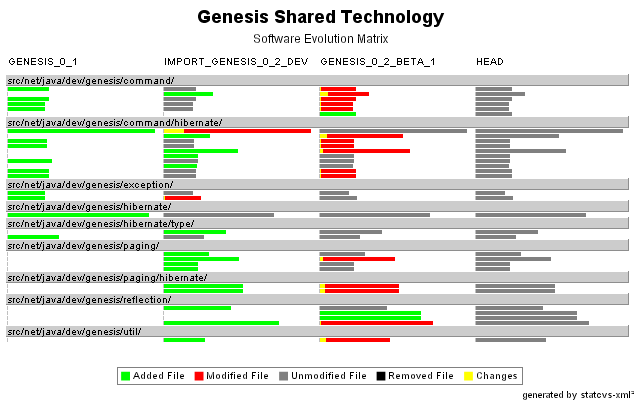 Genesis Shared Technology
Software Evolution Matrix
GENESIS_0_1 IMPORT_GENESIS_0_2_DEV GENESIS_0_2_BETA_1 HEAD
src/net/java/dev/genesis/command/
src/net/java/dev/genesis/command/hibernate/
src/net/java/dev/genesis/exception/
src/net/java/dev/genesis/hibernate/
src/net/java/dev/genesis/hibernate/type/
src/net/java/dev/genesis/paging/
src/net/java/dev/genesis/paging/hibernate/
src/net/java/dev/genesis/reflection/
src/net/java/dev/genesis/util/
Added File Modified File Unmodified File Removed File Changes
generated by statcvs-xml²